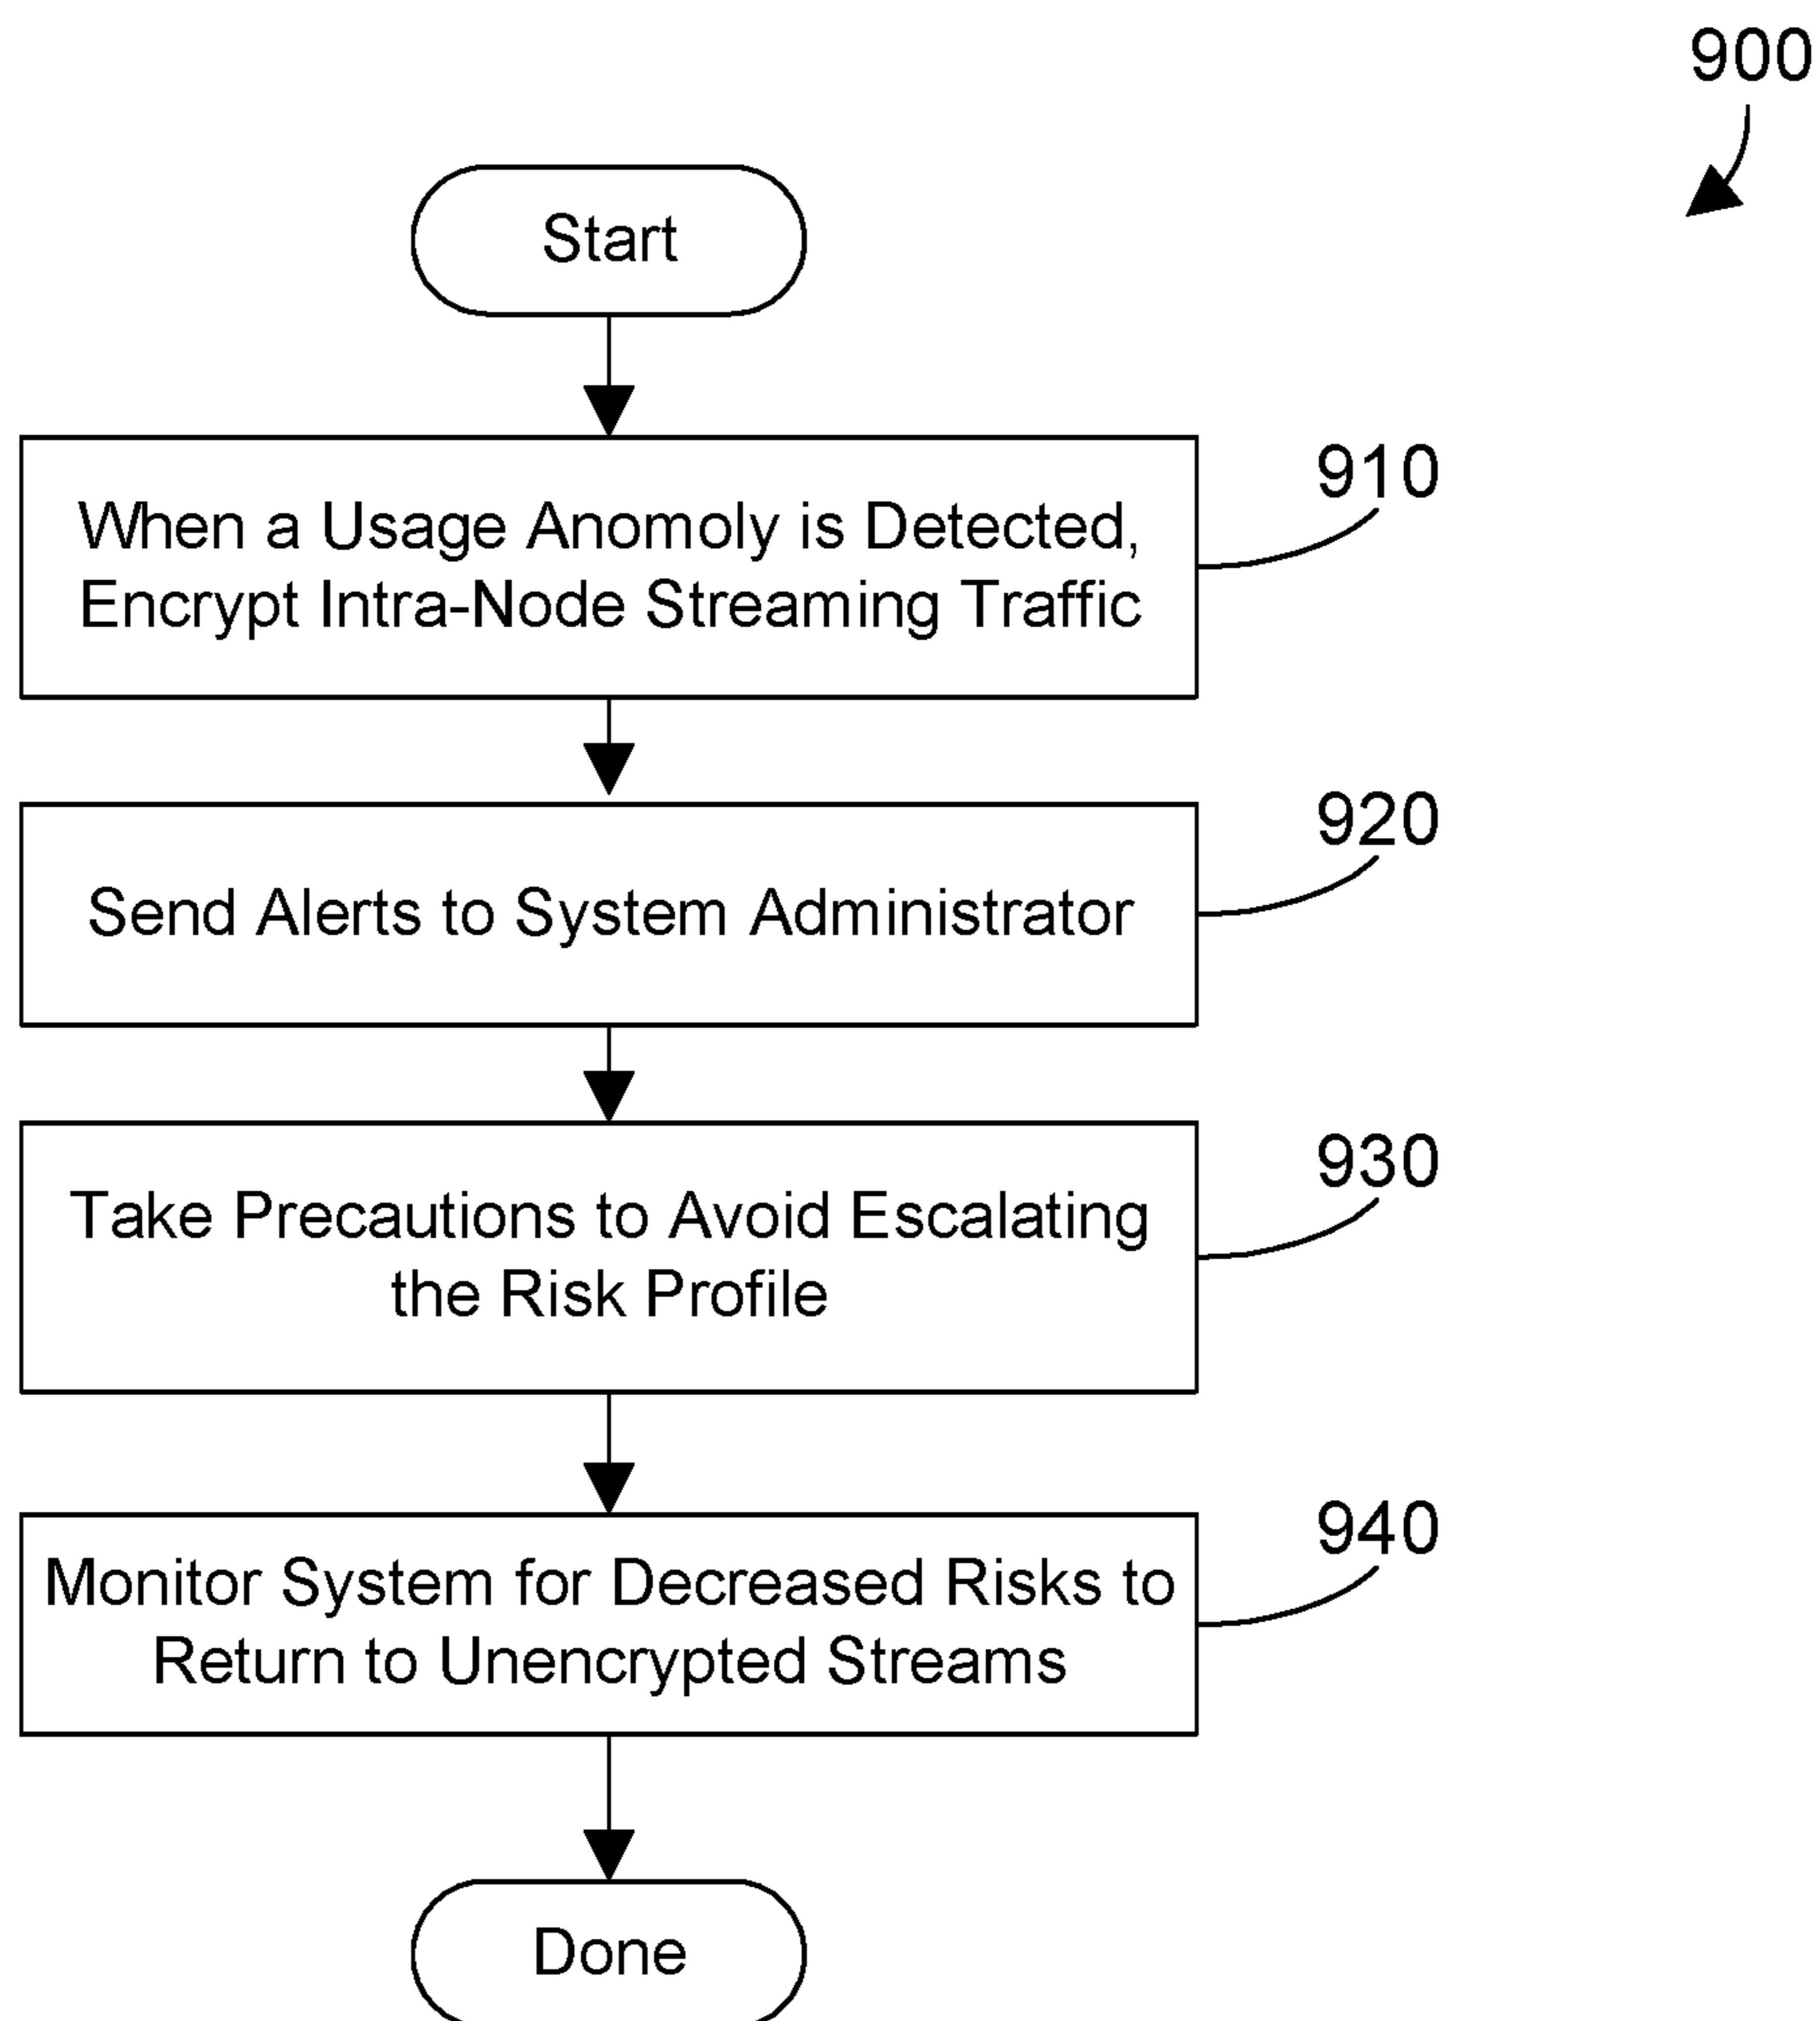 900
Start
When a Usage Anomoly is Detected,
Encrypt Intra-Node Streaming Traffic
910
Send Alerts to System Administrator
920
Take Precautions to Avoid Escalating
the Risk Profile
930
Monitor System for Decreased Risks to
Return to Unencrypted Streams
940
Done